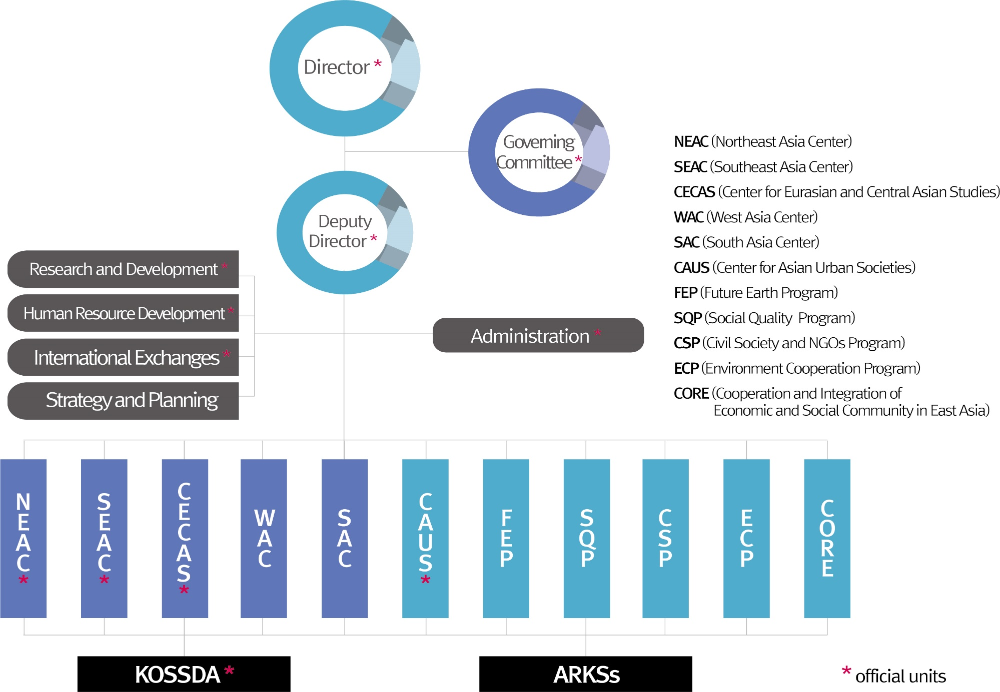 Director *
Governing
Committee *
Deputy
Director *
Research and Development *
Human Resource Development *
International Exchanges *
Strategy and Planning
Administration *
NEAC (Northeast Asia Center)
SEAC (Southeast Asia Center)
CECAS (Center for Eurasian and Central Asian Studies)
WAC (West Asia Center)
SAC (South Asia Center)
CAUS (Center for Asian Urban Societies)
FEP (Future Earth Program)
SQP (Social Quality Program)
CSP (Civil Society and NGOs Program)
ECP (Environment Cooperation Program)
CORE (Cooperation and Integration of
Economic and Social Community in East Asia)
NEAC *
SEAC *
CECAS *
WAC
SAC
CAUS *
FEP
SQP
CSP
ECP
CORE
KOSSDA *
ARKSs
* official units